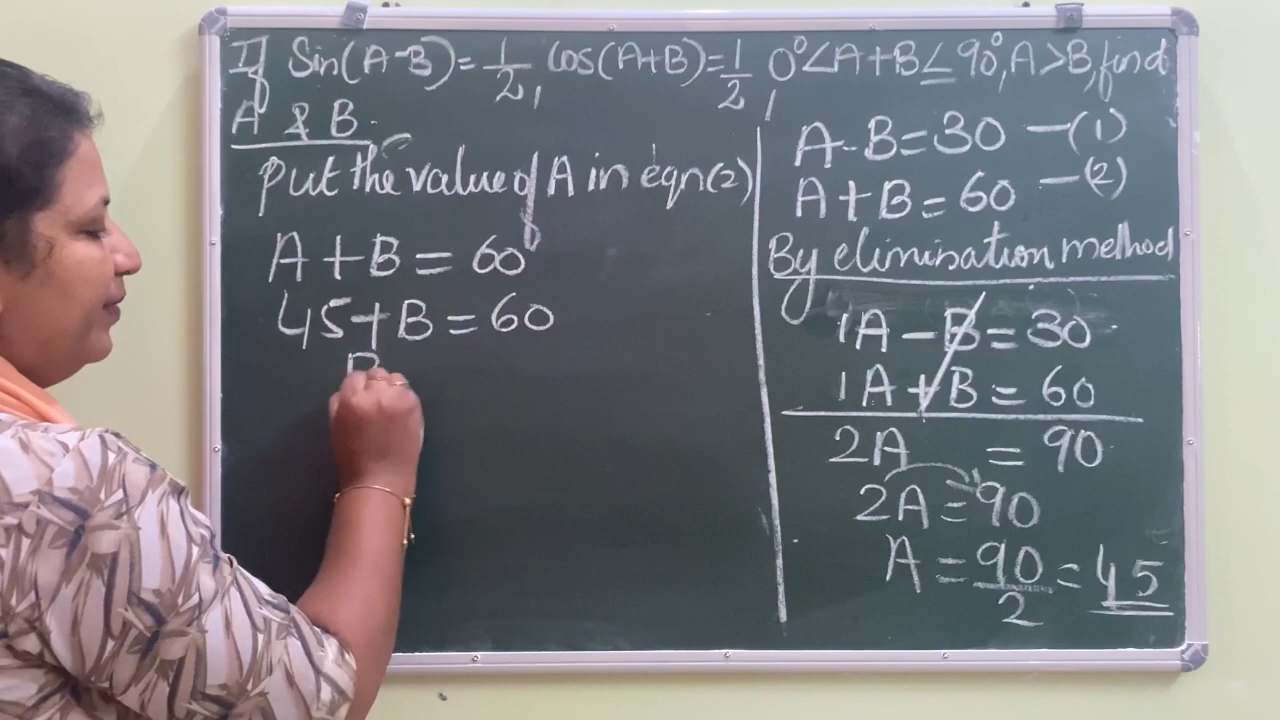 If Sin(A-B)=1/2, Cos(A+B)=1/2, 0°<A+B≤90°, A>B, find
A & B.
Put the value of A in eqn(2)
A+B=60
45+B=60
B
A-B=30 —(1)
A+B=60 —(2)
By elimination method
1A-B=30
1A+B=60
2A =90
2A=90
A=90/2=45